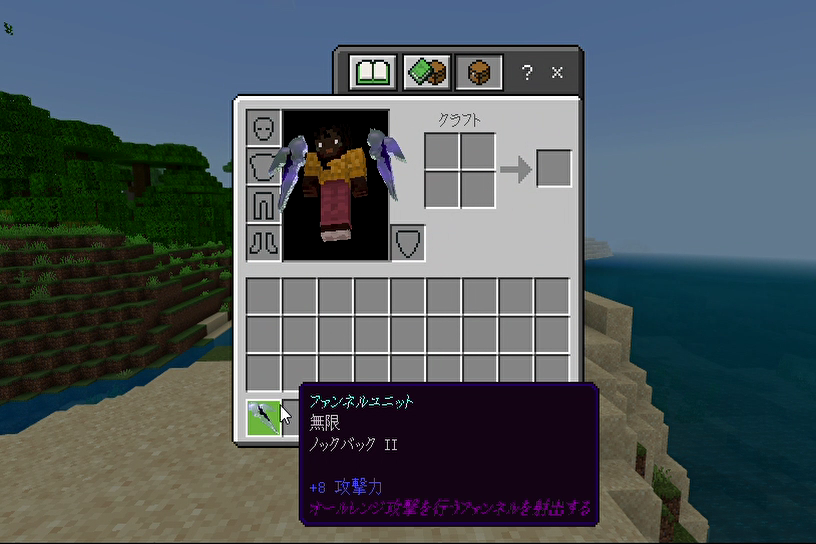 ? ×
クラフト
ファンネルユニット
無限
ノックバック II
+8 攻撃力
オールレンジ攻撃を行うファンネルを射出する